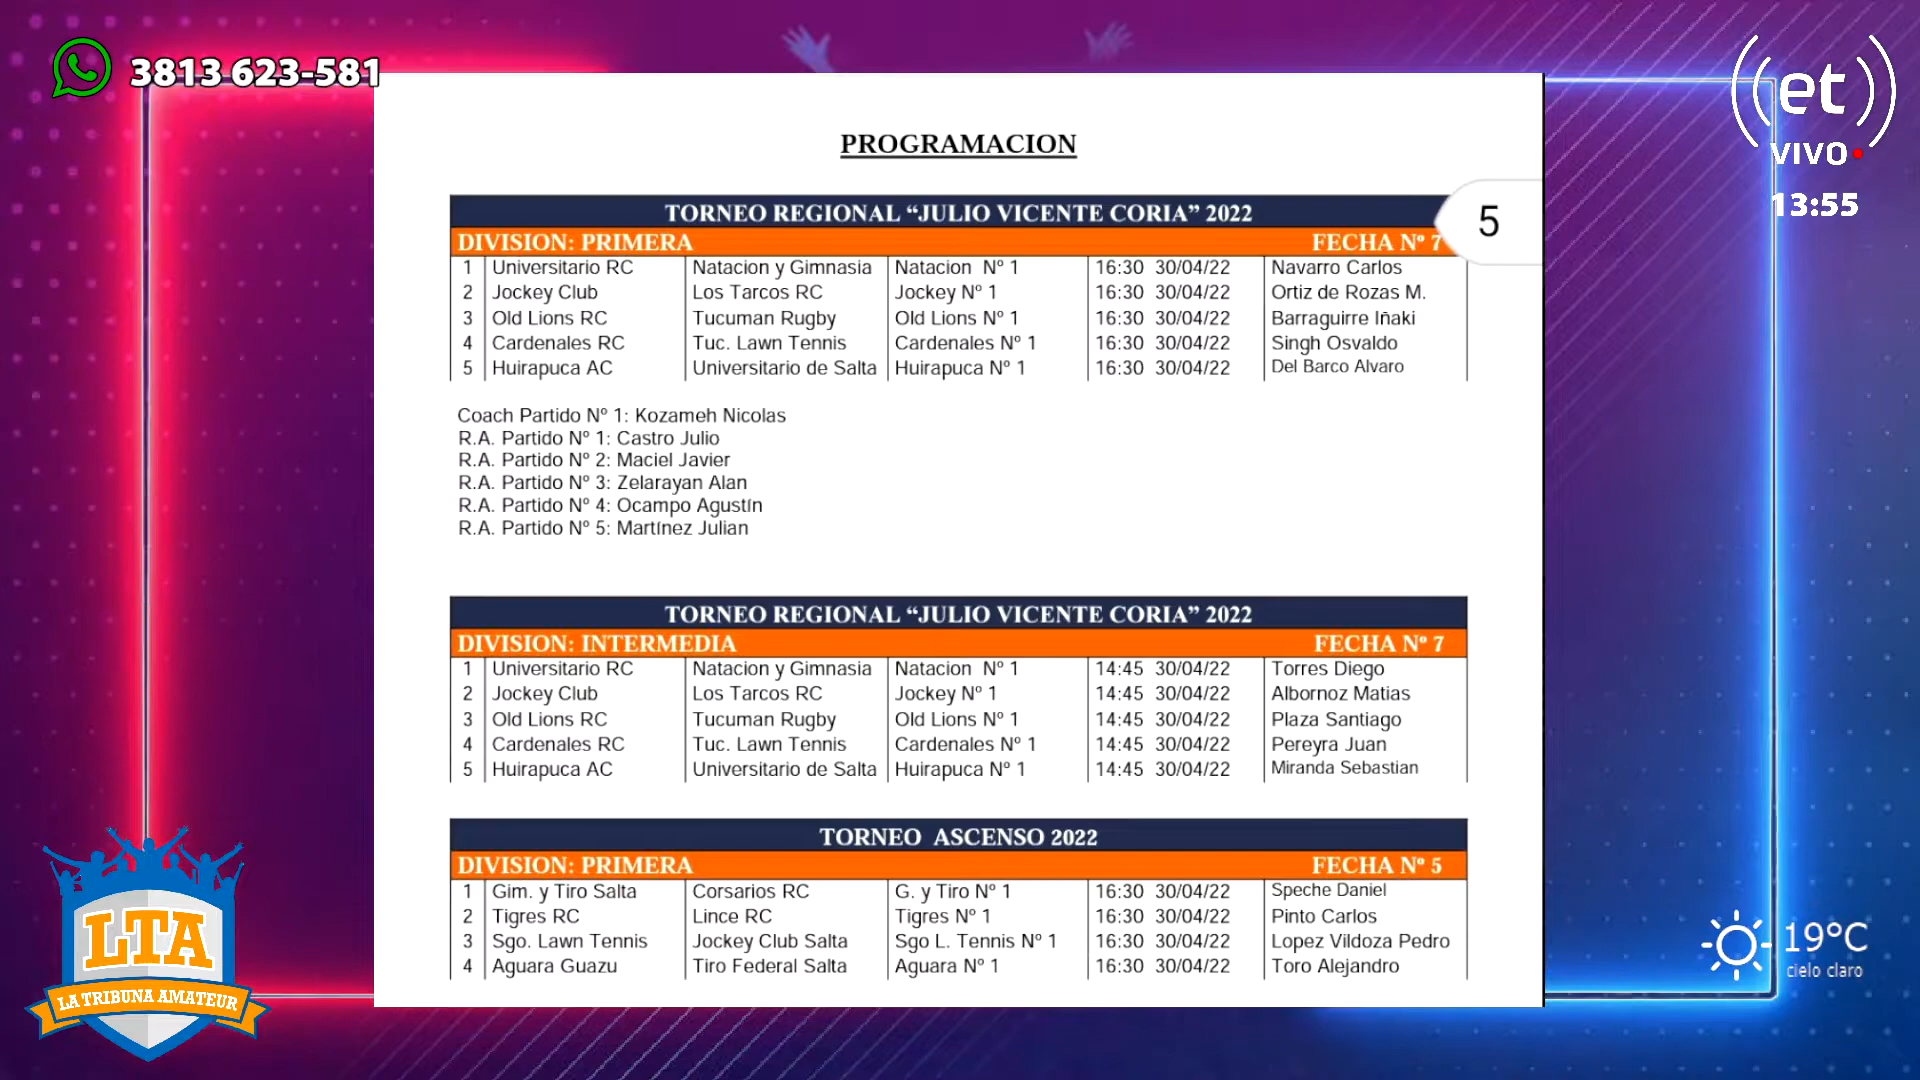 3813 623-581
PROGRAMACION
TORNEO REGIONAL “JULIO VICENTE CORIA” 2022
DIVISION: PRIMERA FECHA Nº 7
1 Universitario RC Natacion y Gimnasia Natacion Nº 1 16:30 30/04/22 Navarro Carlos
2 Jockey Club Los Tarcos RC Jockey Nº 1 16:30 30/04/22 Ortiz de Rozas M.
3 Old Lions RC Tucuman Rugby Old Lions Nº 1 16:30 30/04/22 Barraguirre Iñaki
4 Cardenales RC Tuc. Lawn Tennis Cardenales Nº 1 16:30 30/04/22 Singh Osvaldo
5 Huirapuca AC Universitario de Salta Huirapuca Nº 1 16:30 30/04/22 Del Barco Alvaro
5
Coach Partido Nº 1: Kozameh Nicolas
R.A. Partido Nº 1: Castro Julio
R.A. Partido Nº 2: Maciel Javier
R.A. Partido Nº 3: Zelarayan Alan
R.A. Partido Nº 4: Ocampo Agustín
R.A. Partido Nº 5: Martínez Julian
TORNEO REGIONAL “JULIO VICENTE CORIA” 2022
DIVISION: INTERMEDIA FECHA Nº 7
1 Universitario RC Natacion y Gimnasia Natacion Nº 1 14:45 30/04/22 Torres Diego
2 Jockey Club Los Tarcos RC Jockey Nº 1 14:45 30/04/22 Albornoz Matias
3 Old Lions RC Tucuman Rugby Old Lions Nº 1 14:45 30/04/22 Plaza Santiago
4 Cardenales RC Tuc. Lawn Tennis Cardenales Nº 1 14:45 30/04/22 Pereyra Juan
5 Huirapuca AC Universitario de Salta Huirapuca Nº 1 14:45 30/04/22 Miranda Sebastian
TORNEO ASCENSO 2022
DIVISION: PRIMERA FECHA Nº 5
1 Gim. y Tiro Salta Corsarios RC G. y Tiro Nº 1 16:30 30/04/22 Speche Daniel
2 Tigres RC Lince RC Tigres Nº 1 16:30 30/04/22 Pinto Carlos
3 Sgo. Lawn Tennis Jockey Club Salta Sgo L. Tennis Nº 1 16:30 30/04/22 Lopez Vildoza Pedro
4 Aguara Guazu Tiro Federal Salta Aguara Nº 1 16:30 30/04/22 Toro Alejandro
et
VIVO
13:55
19°C
cielo claro
LTA
LA TRIBUNA AMATEUR